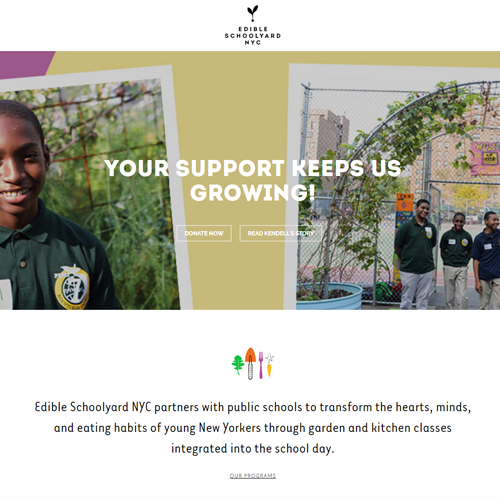 EDIBLE
SCHOOLYARD
NYC
YOUR SUPPORT KEEPS US
GROWING!
DONATE NOW
READ KENDELL'S STORY
Edible Schoolyard NYC partners with public schools to transform the hearts, minds,
and eating habits of young New Yorkers through garden and kitchen classes
integrated into the school day.
OUR PROGRAMS